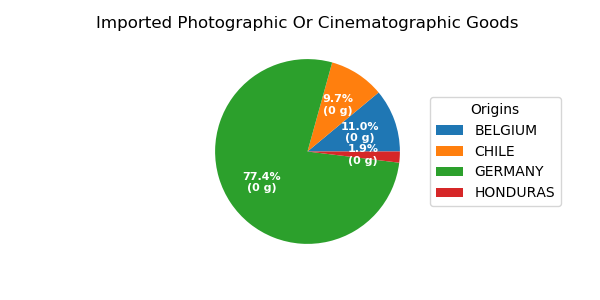 Imported Photographic Or Cinematographic Goods
9.7%
(0 g)
11.0%
(0 g)
1.9%
(0 g)
77.4%
(0 g)
Origins
BELGIUM
CHILE
GERMANY
HONDURAS